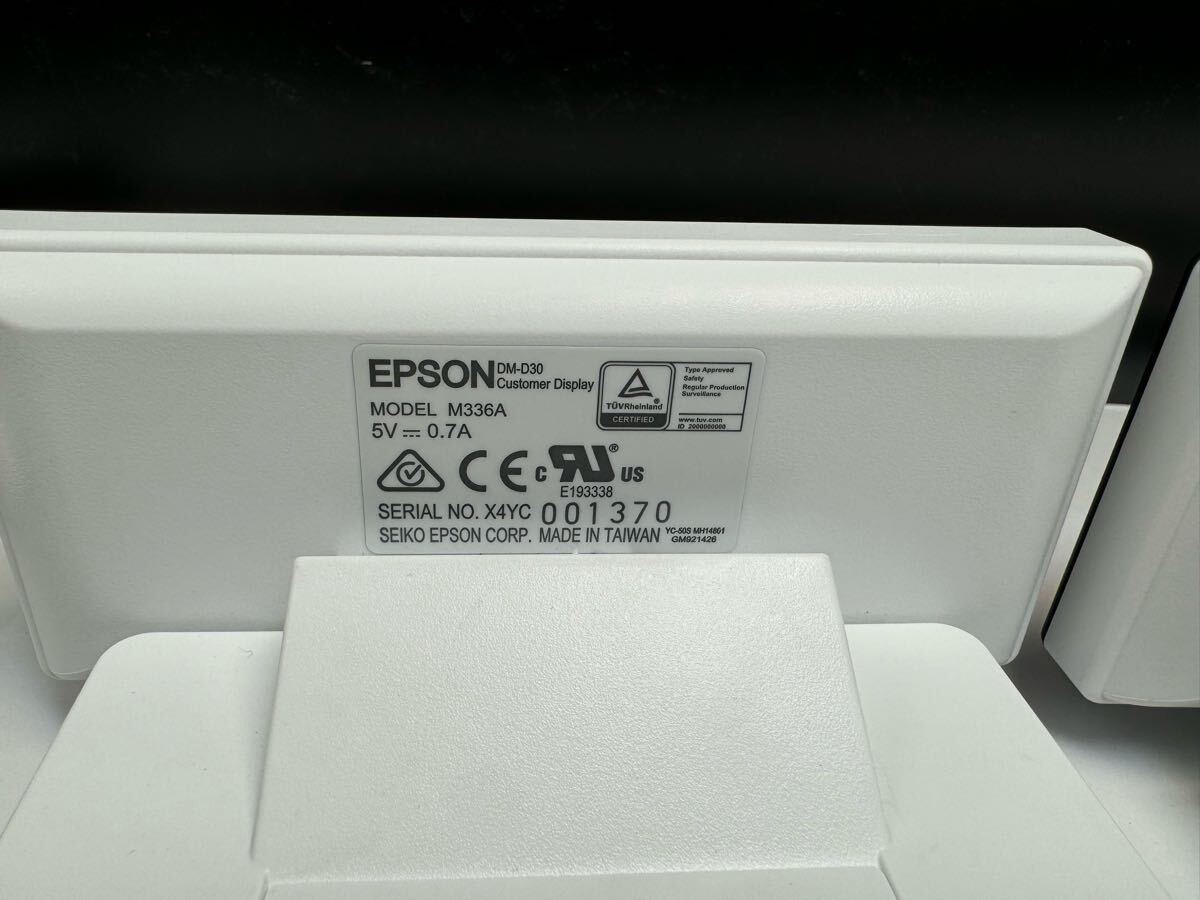 EPSON DM-D30
Customer Display
MODEL M336A
5V ⎓ 0.7A
TÜVRheinland®
CERTIFIED
Type Approved
Safety
Regular Production
Surveillance
www.tuv.com
ID 2000000000
CE c RU® US
E193338
SERIAL NO. X4YC 001370
SEIKO EPSON CORP. MADE IN TAIWAN
YC-50S MH14801
GM921426